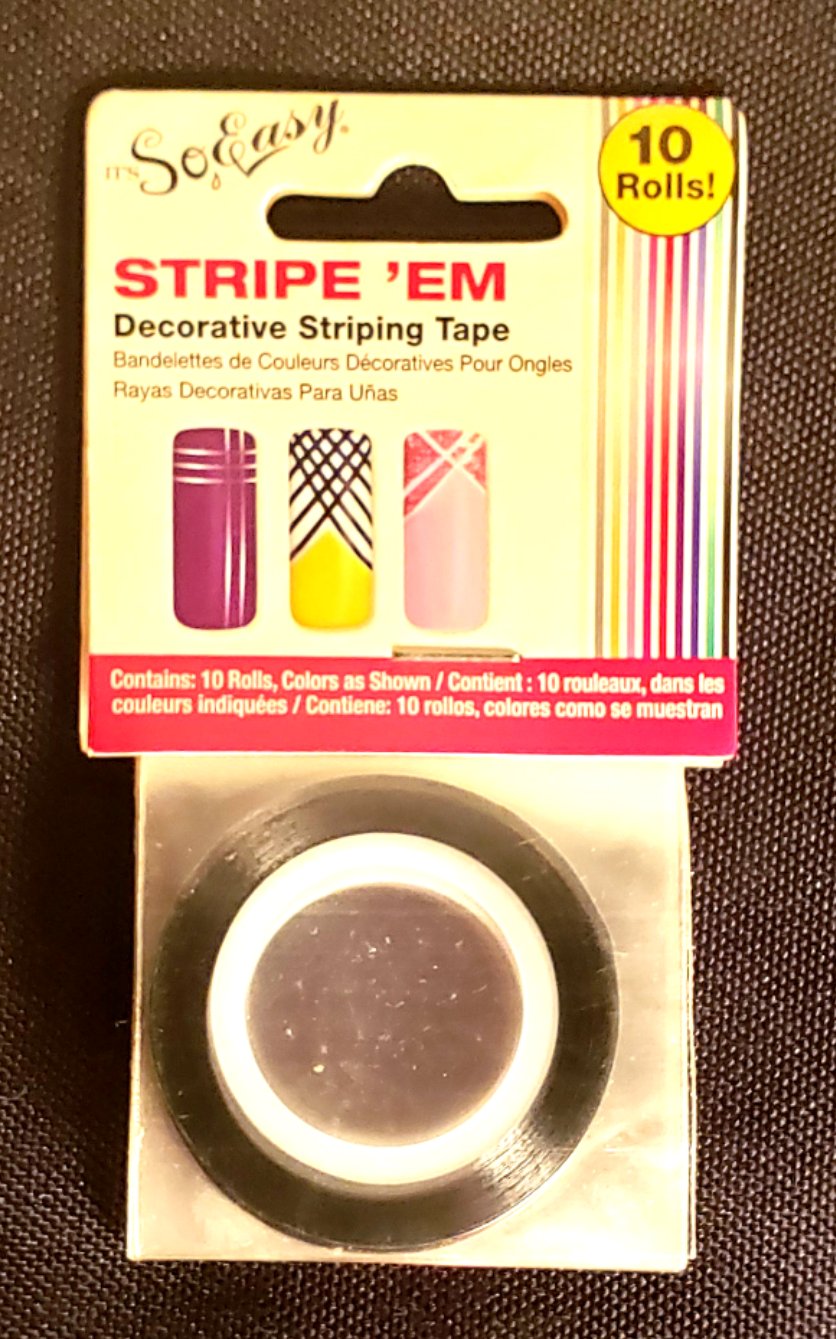 IT'S So Easy®
10
Rolls!
STRIPE 'EM
Decorative Striping Tape
Bandelettes de Couleurs Décoratives Pour Ongles
Rayas Decorativas Para Uñas
Contains: 10 Rolls, Colors as Shown / Contient : 10 rouleaux, dans les
couleurs indiquées / Contiene: 10 rollos, colores como se muestran